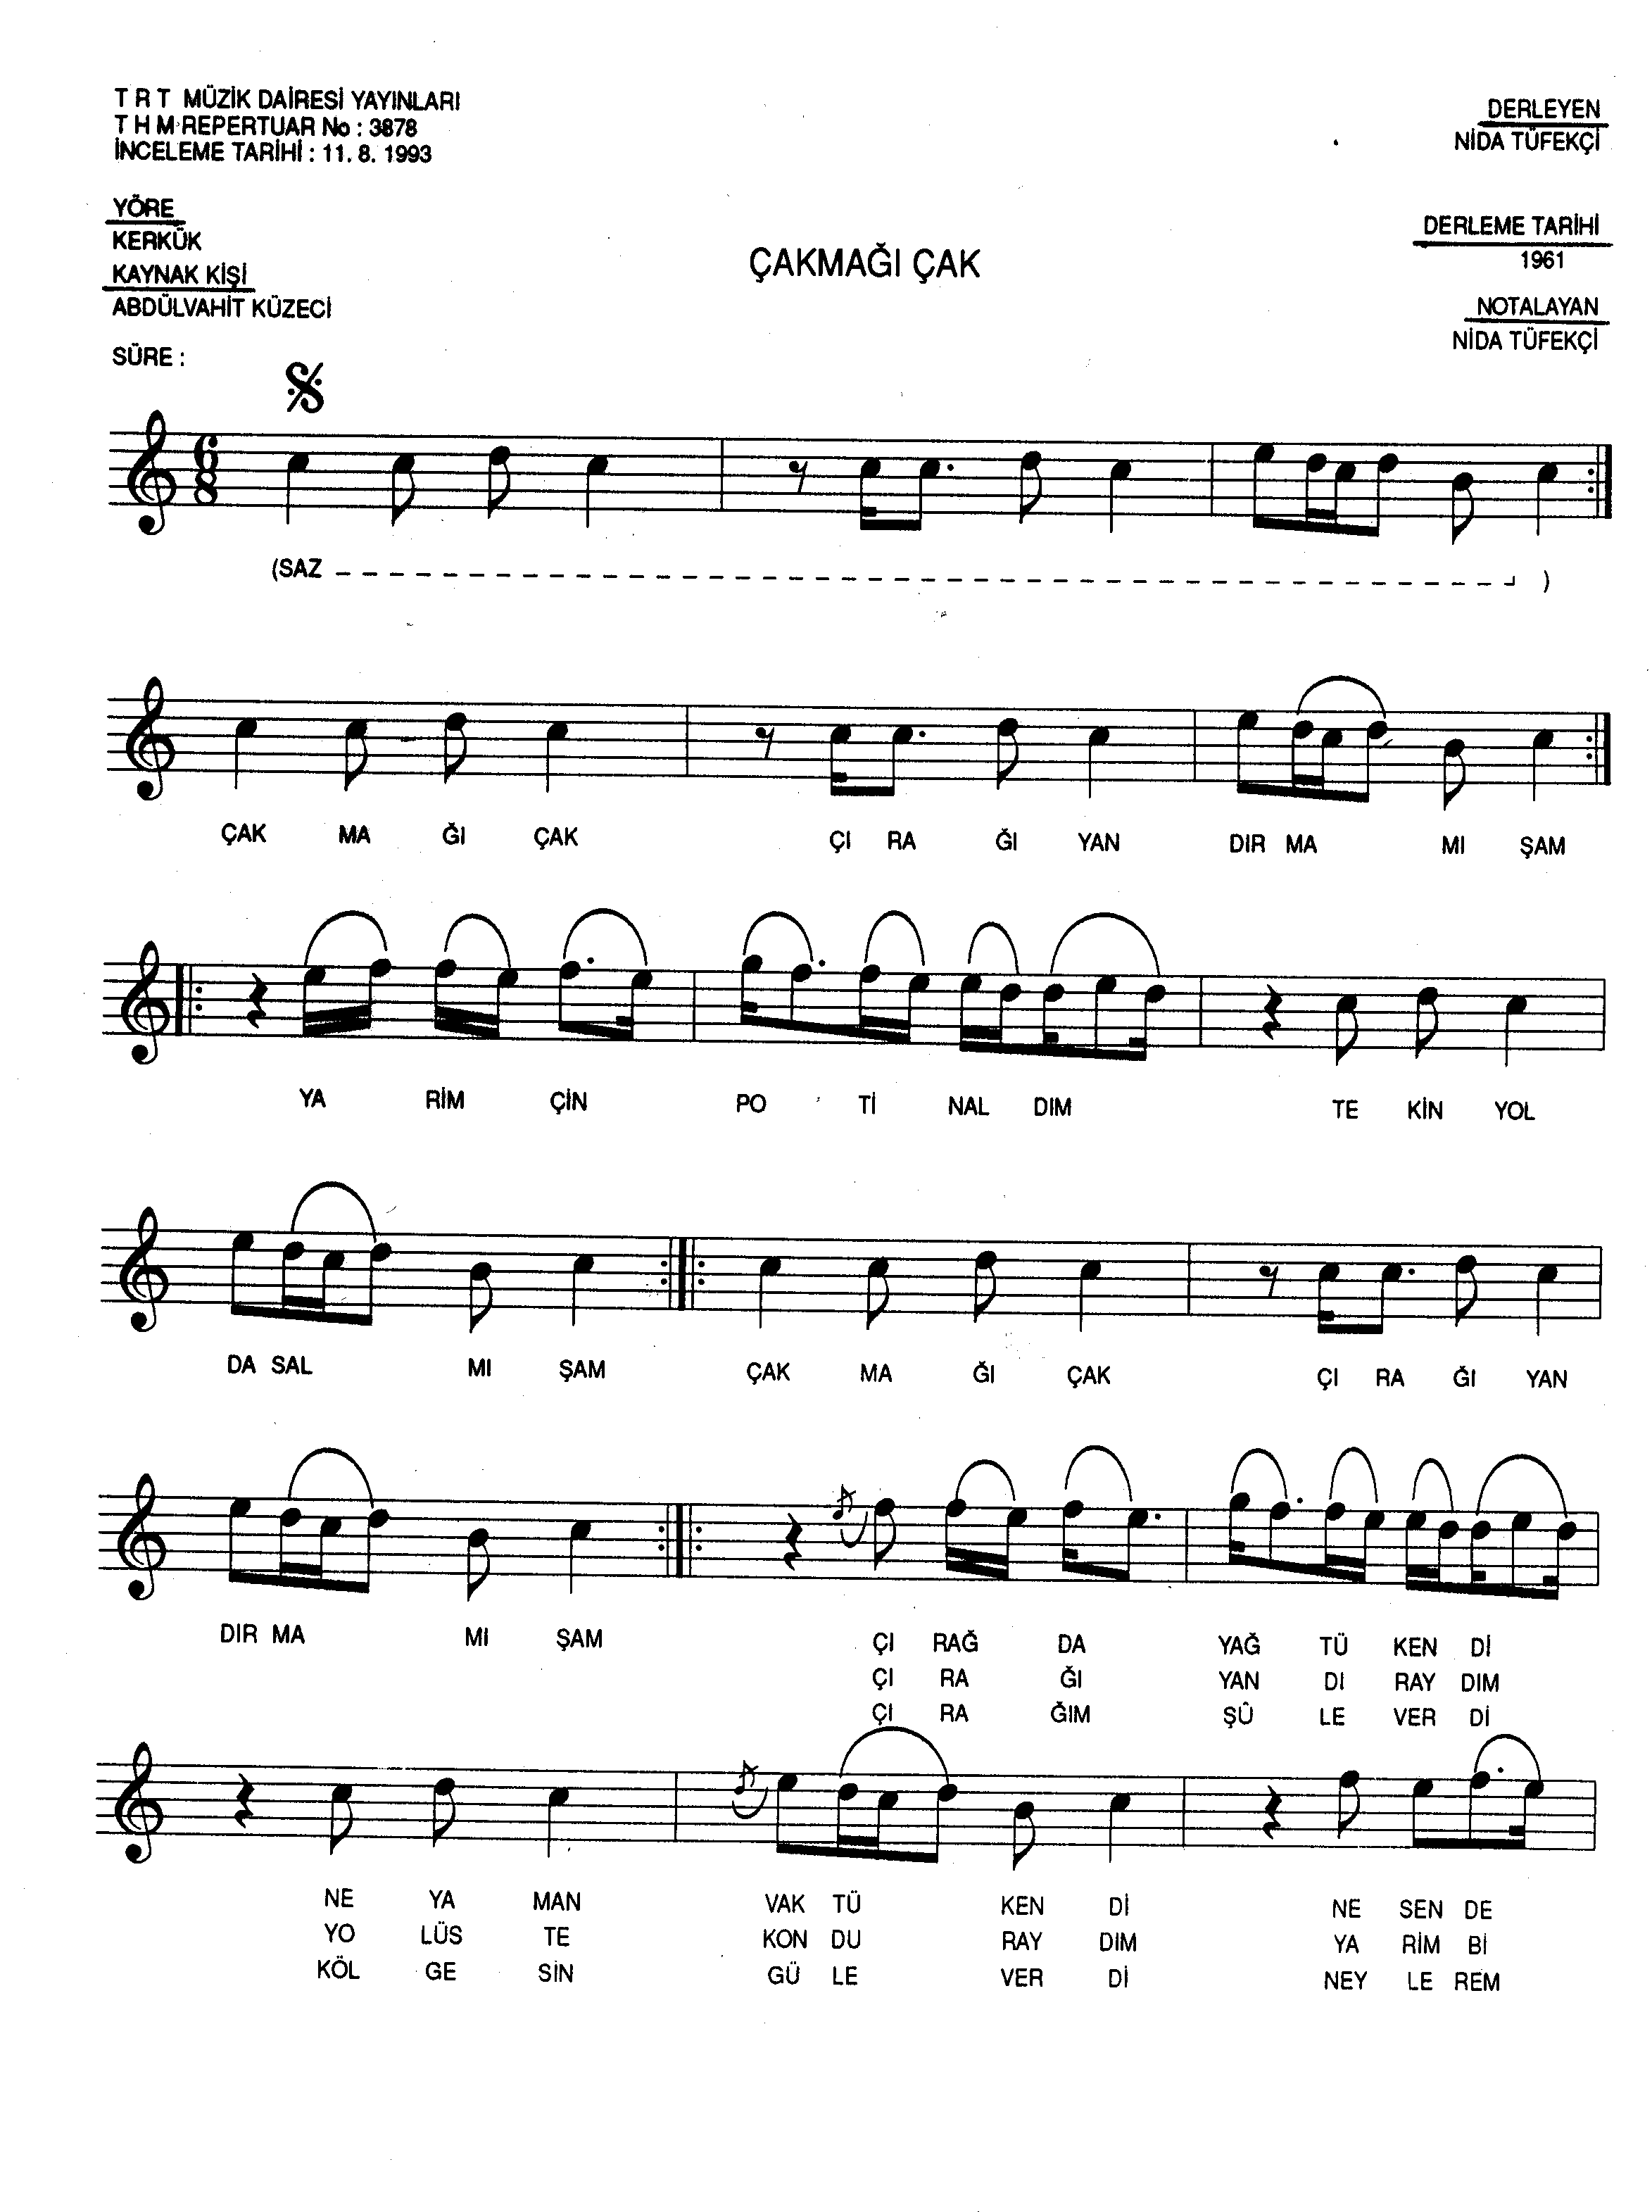 T R T MÜZİK DAİRESİ YAYINLARI
T H M REPERTUAR No : 3878
İNCELEME TARİHİ : 11. 8. 1993
DERLEYEN
NİDA TÜFEKÇİ
YÖRE
KERKÜK
KAYNAK KİŞİ
ABDÜLVAHİT KÜZECİ
SÜRE :
ÇAKMAĞI ÇAK
DERLEME TARİHİ
1961
NOTALAYAN
NİDA TÜFEKÇİ
6
8
(SAZ _ _ _ _ _ _ _ _ _ _ _ _ _ _ _ _ _ _ _ _ )
ÇAK MA ĞI ÇAK ÇI RA ĞI YAN DIR MA MI ŞAM
YA RİM ÇİN PO Tİ NAL DIM TE KİN YOL
DA SAL MI ŞAM ÇAK MA ĞI ÇAK ÇI RA ĞI YAN
DIR MA MI ŞAM ÇI RAĞ DA YAĞ TÜ KEN Dİ
ÇI RA ĞI YAN DI RAY DIM
ÇI RA ĞIM ŞÛ LE VER Dİ
NE YA MAN VAK TÜ KEN Dİ NE SEN DE
YO LÜS TE KON DU RAY DIM YA RİM Bİ
KÖL GE SİN GÜ LE VER Dİ NEY LE REM